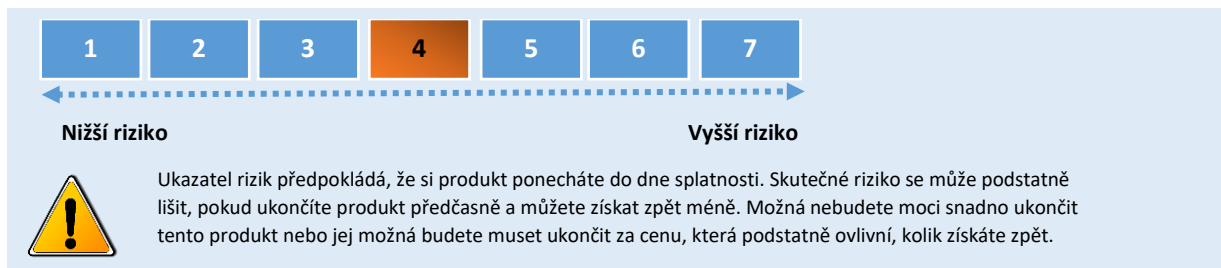 1 2 3 4 5 6 7
Nižší riziko Vyšší riziko
Ukazatel rizik předpokládá, že si produkt ponecháte do dne splatnosti. Skutečné riziko se může podstatně
lišit, pokud ukončíte produkt předčasně a můžete získat zpět méně. Možná nebudete moci snadno ukončit
tento produkt nebo jej možná budete muset ukončit za cenu, která podstatně ovlivní, kolik získáte zpět.